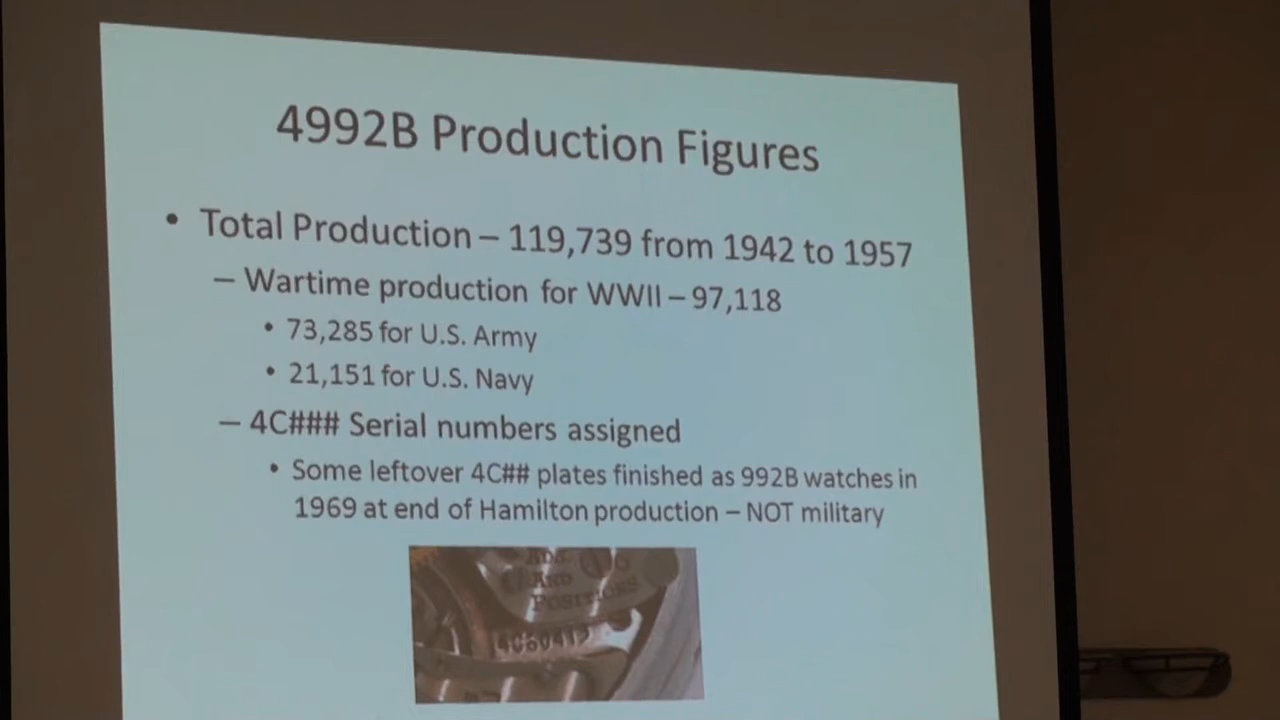 4992B Production Figures
• Total Production – 119,739 from 1942 to 1957
– Wartime production for WWII – 97,118
• 73,285 for U.S. Army
• 21,151 for U.S. Navy
– 4C### Serial numbers assigned
• Some leftover 4C## plates finished as 992B watches in
1969 at end of Hamilton production – NOT military
AND
POSITIONS